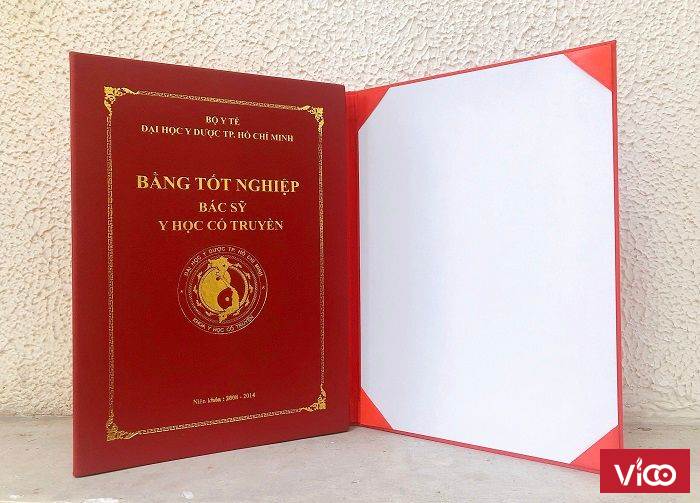 BỘ Y TẾ
ĐẠI HỌC Y DƯỢC TP. HỒ CHÍ MINH
BẰNG TỐT NGHIỆP
BÁC SỸ
Y HỌC CỔ TRUYỀN
ĐẠI HỌC Y DƯỢC TP. HỒ CHÍ MINH
KHOA Y HỌC CỔ TRUYỀN
Niên khóa : 2008 - 2014
VICO